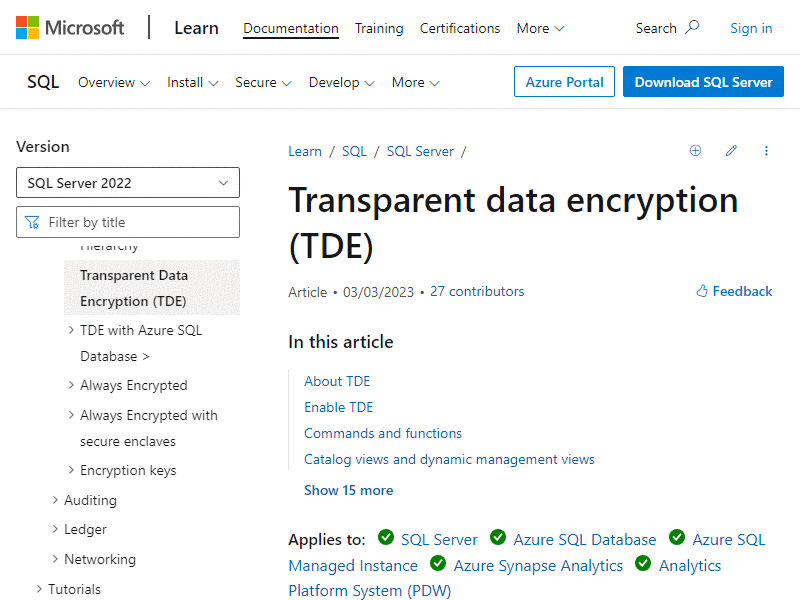 Microsoft | Learn Documentation Training Certifications More Search Sign in
SQL Overview Install Secure Develop More Azure Portal Download SQL Server
Version
SQL Server 2022
Filter by title
Hierarchy
Transparent Data
Encryption (TDE)
TDE with Azure SQL
Database >
Always Encrypted
Always Encrypted with
secure enclaves
Encryption keys
Auditing
Ledger
Networking
Tutorials
Learn / SQL / SQL Server /
Transparent data encryption
(TDE)
Article • 03/03/2023 • 27 contributors
Feedback
In this article
About TDE
Enable TDE
Commands and functions
Catalog views and dynamic management views
Show 15 more
Applies to: SQL Server Azure SQL Database Azure SQL
Managed Instance Azure Synapse Analytics Analytics
Platform System (PDW)